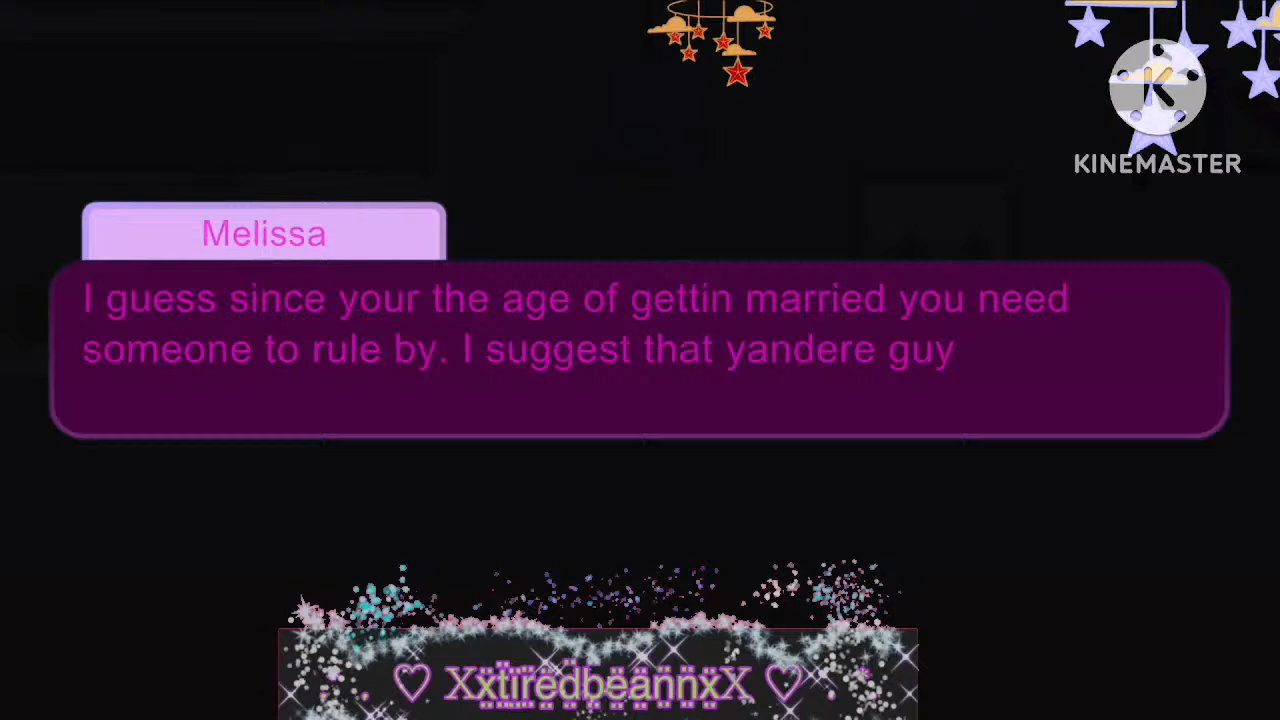 K
KINEMASTER
Melissa
I guess since your the age of gettin married you need
someone to rule by. I suggest that yandere guy
♡ XxtiredbeannxX ♡